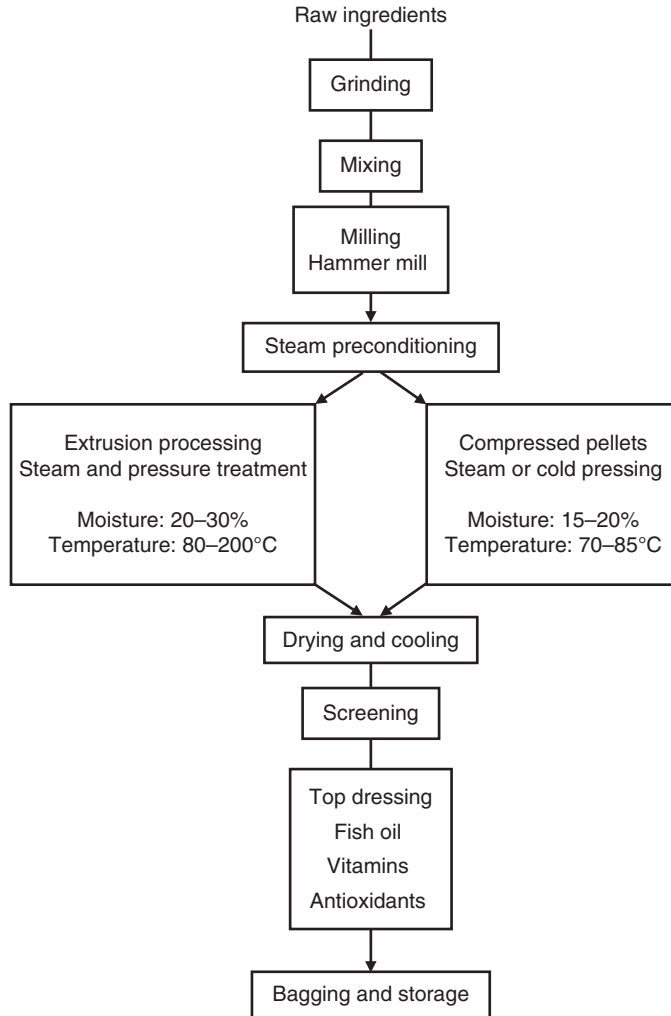 Raw ingredients
Grinding
Mixing
Milling
Hammer mill
Steam preconditioning
Extrusion processing
Steam and pressure treatment
Moisture: 20–30%
Temperature: 80–200°C
Compressed pellets
Steam or cold pressing
Moisture: 15–20%
Temperature: 70–85°C
Drying and cooling
Screening
Top dressing
Fish oil
Vitamins
Antioxidants
Bagging and storage